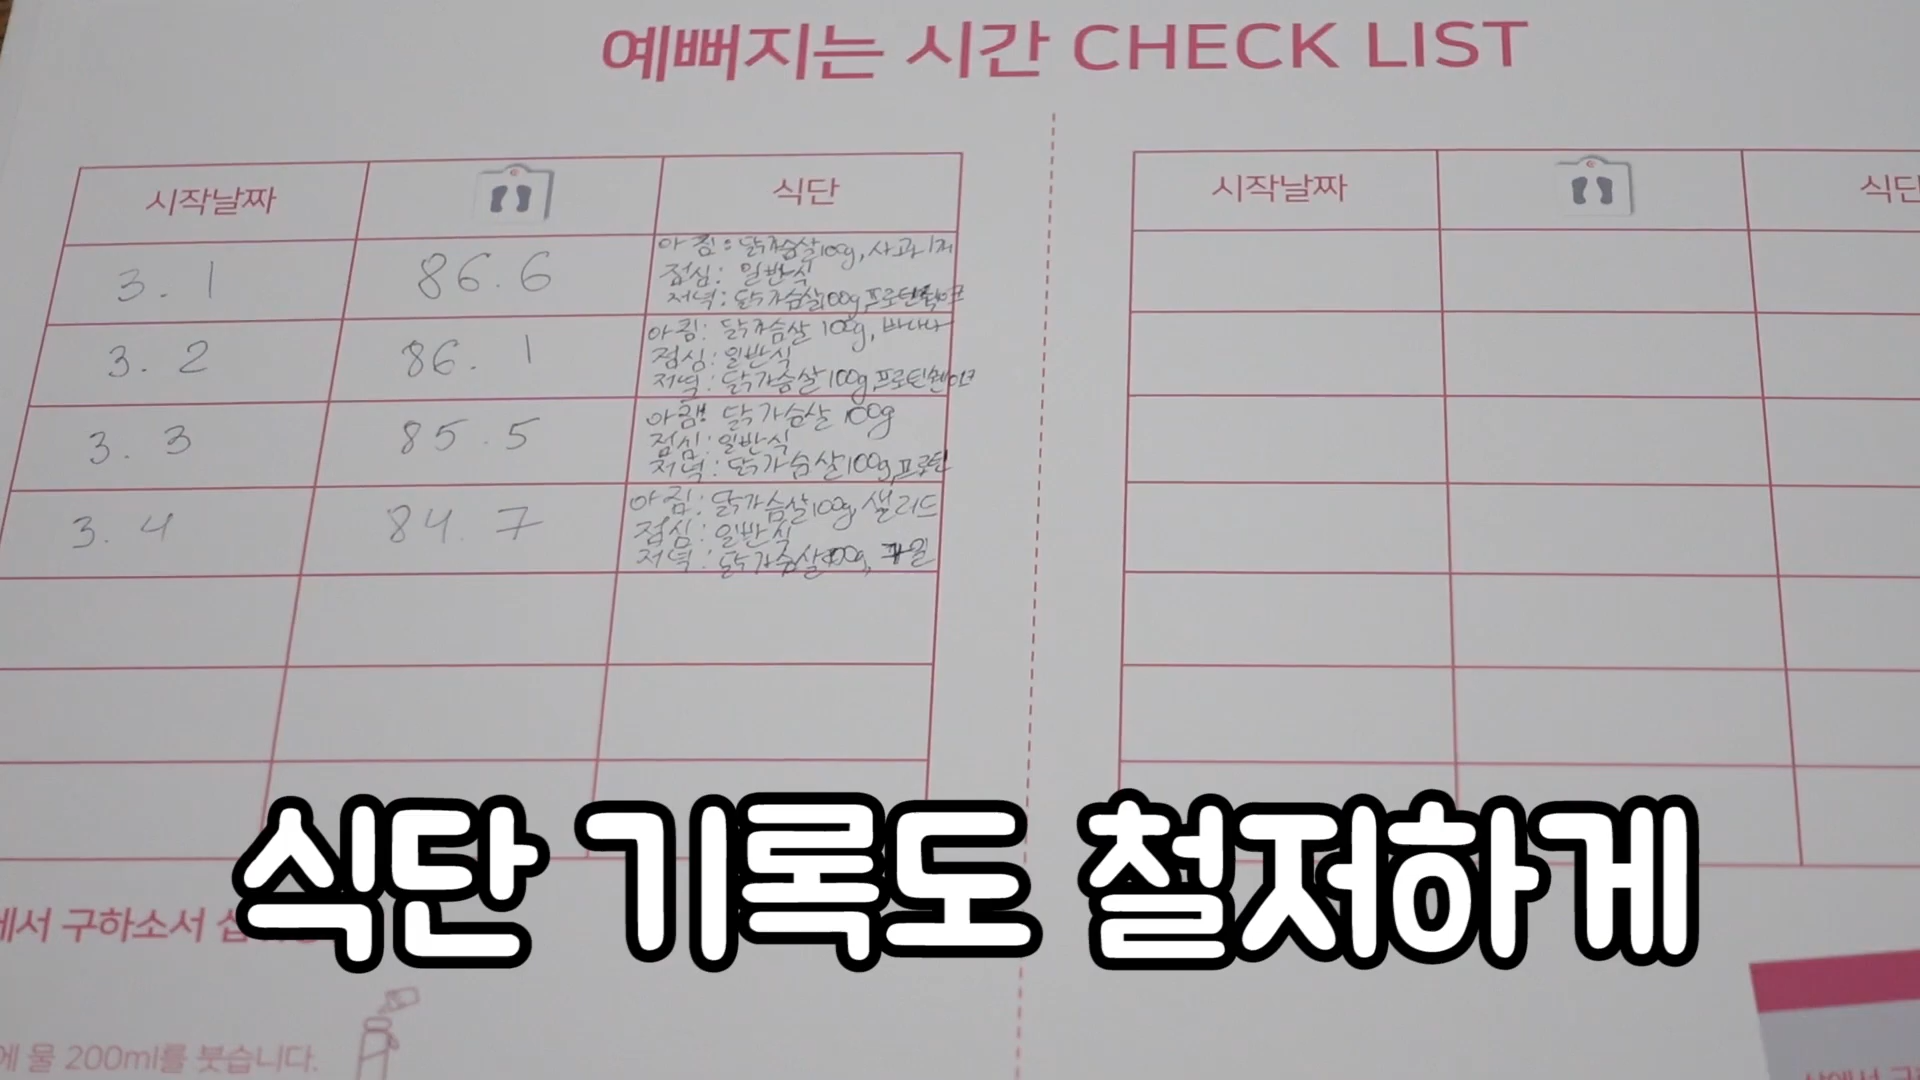 예뻐지는 시간 CHECK LIST
시작날짜
식단
3. 1
86.6
아침: 닭가슴살100g, 사과1개
점심: 일반식
저녁: 닭가슴살100g, 프로틴쉐이크
3. 2
86. 1
아침: 닭가슴살 100g, 바나나
점심: 일반식
저녁: 닭가슴살100g, 프로틴쉐이크
3. 3
85.5
아침: 닭가슴살 100g
점심: 일반식
저녁: 닭가슴살100g, 프로틴
3. 4
84. 7
아침: 닭가슴살100g, 샐러드
점심: 일반식
저녁: 닭가슴살100g, 과일
시작날짜
식단
식단 기록도 철저하게
에서 구하소서
에 물 200ml를 붓습니다.